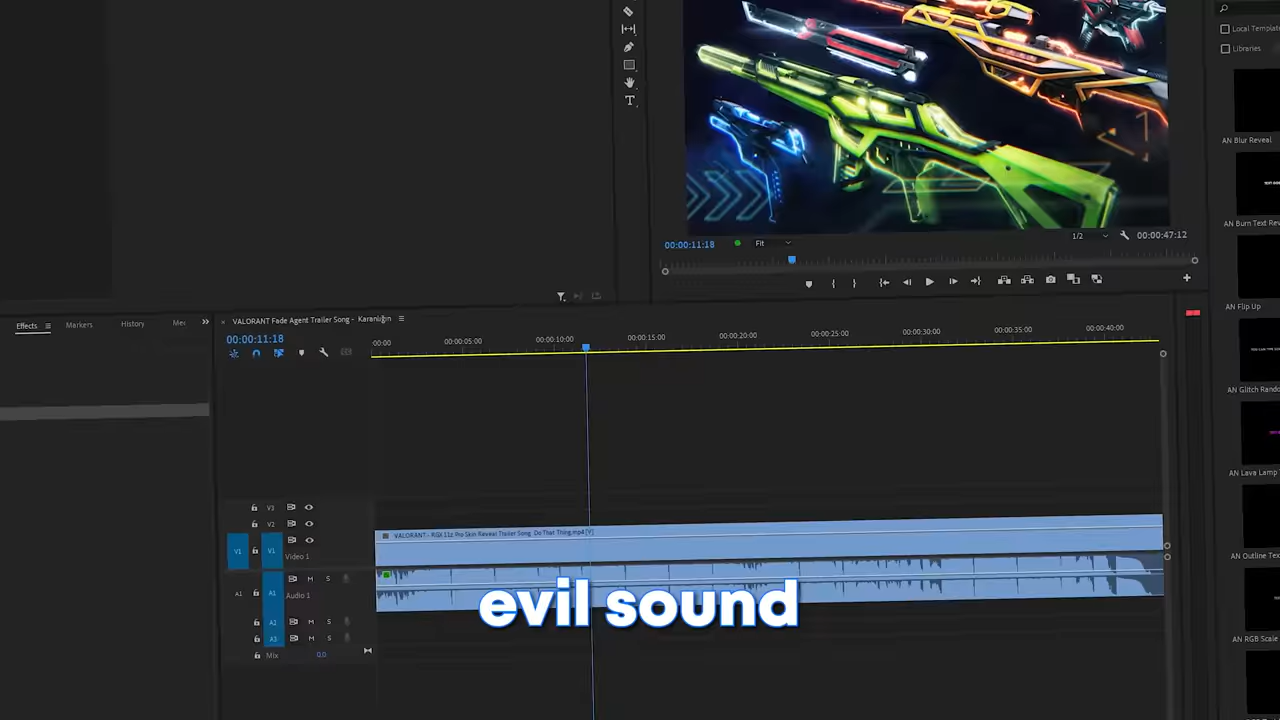 Local Template
Libraries
AN Blur Reveal
AN Burn Text Rev
AN Flip Up
AN Glitch Rando
AN Lava Lamp
AN Outline Tex
AN RGB Scale
T
00:00:11:18
Fit
1/2
00:00:47:12
Effects
Markers
History
Me
VALORANT Fade Agent Trailer Song - Karanlığın
00:00:11:18
:00:00
00:00:05:00
00:00:10:00
00:00:15:00
00:00:20:00
00:00:25:00
00:00:30:00
00:00:35:00
00:00:40:00
V3
V2
V1
V1
Video 1
VALORANT - RGX 11z Pro Skin Reveal Trailer Song Do That Thing.mp4 [V]
A1
A1
M
S
Audio 1
A2
M
S
A3
M
S
Mix
0.0
evil sound